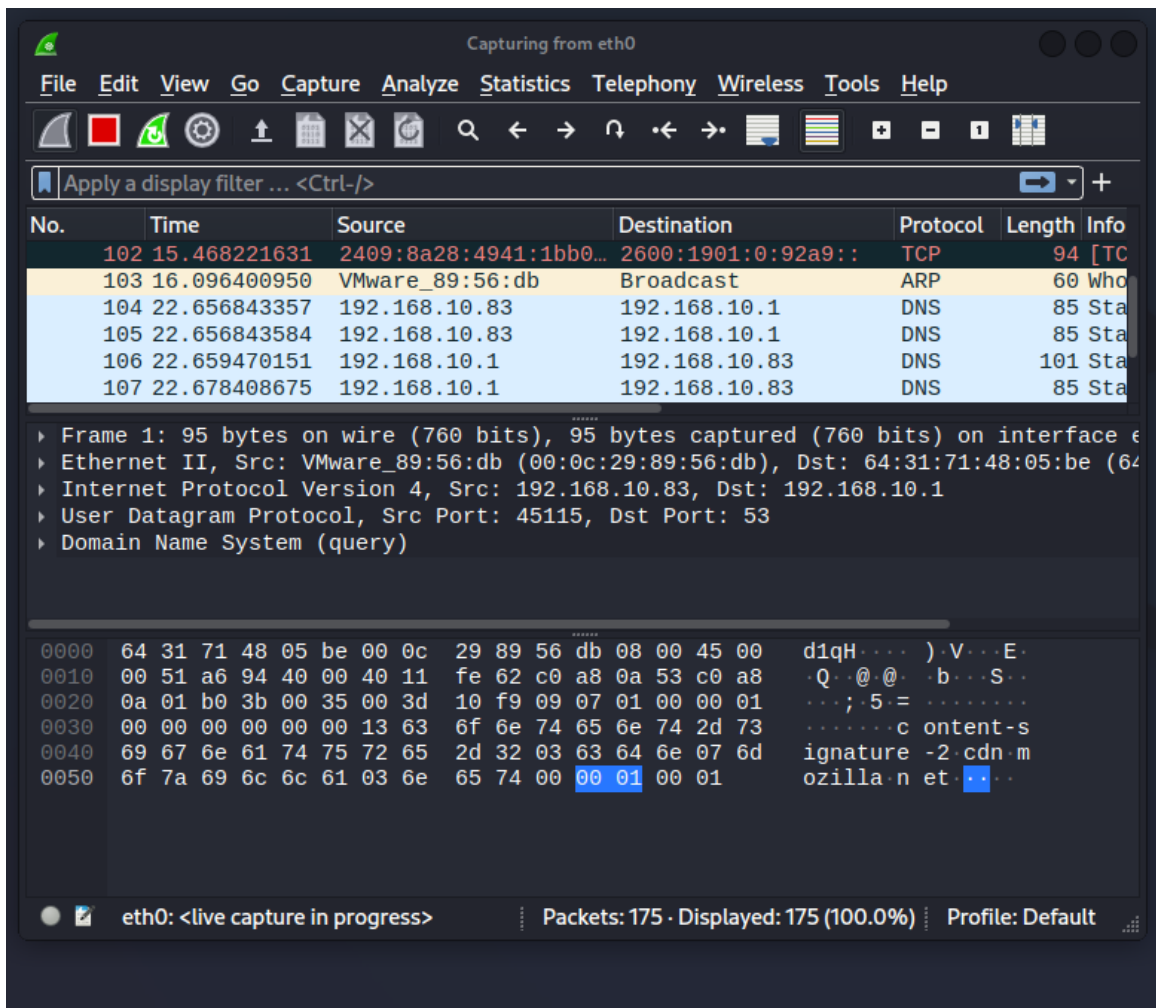 Capturing from eth0
File Edit View Go Capture Analyze Statistics Telephony Wireless Tools Help
Apply a display filter … <Ctrl-/>
No. Time Source Destination Protocol Length Info
102 15.468221631 2409:8a28:4941:1bb0… 2600:1901:0:92a9:: TCP 94 [TC
103 16.096400950 VMware_89:56:db Broadcast ARP 60 Who
104 22.656843357 192.168.10.83 192.168.10.1 DNS 85 Sta
105 22.656843584 192.168.10.83 192.168.10.1 DNS 85 Sta
106 22.659470151 192.168.10.1 192.168.10.83 DNS 101 Sta
107 22.678408675 192.168.10.1 192.168.10.83 DNS 85 Sta
Frame 1: 95 bytes on wire (760 bits), 95 bytes captured (760 bits) on interface e
Ethernet II, Src: VMware_89:56:db (00:0c:29:89:56:db), Dst: 64:31:71:48:05:be (64
Internet Protocol Version 4, Src: 192.168.10.83, Dst: 192.168.10.1
User Datagram Protocol, Src Port: 45115, Dst Port: 53
Domain Name System (query)
0000 64 31 71 48 05 be 00 0c 29 89 56 db 08 00 45 00 d1qH···· )·V···E·
0010 00 51 a6 94 40 00 40 11 fe 62 c0 a8 0a 53 c0 a8 ·Q··@·@· ·b···S··
0020 0a 01 b0 3b 00 35 00 3d 10 f9 09 07 01 00 00 01 ···;·5·= ········
0030 00 00 00 00 00 00 13 63 6f 6e 74 65 6e 74 2d 73 ·······c ontent-s
0040 69 67 6e 61 74 75 72 65 2d 32 03 63 64 6e 07 6d ignature -2·cdn·m
0050 6f 7a 69 6c 6c 61 03 6e 65 74 00 00 01 00 01 ozilla·n et·····
eth0: <live capture in progress> Packets: 175 · Displayed: 175 (100.0%) Profile: Default